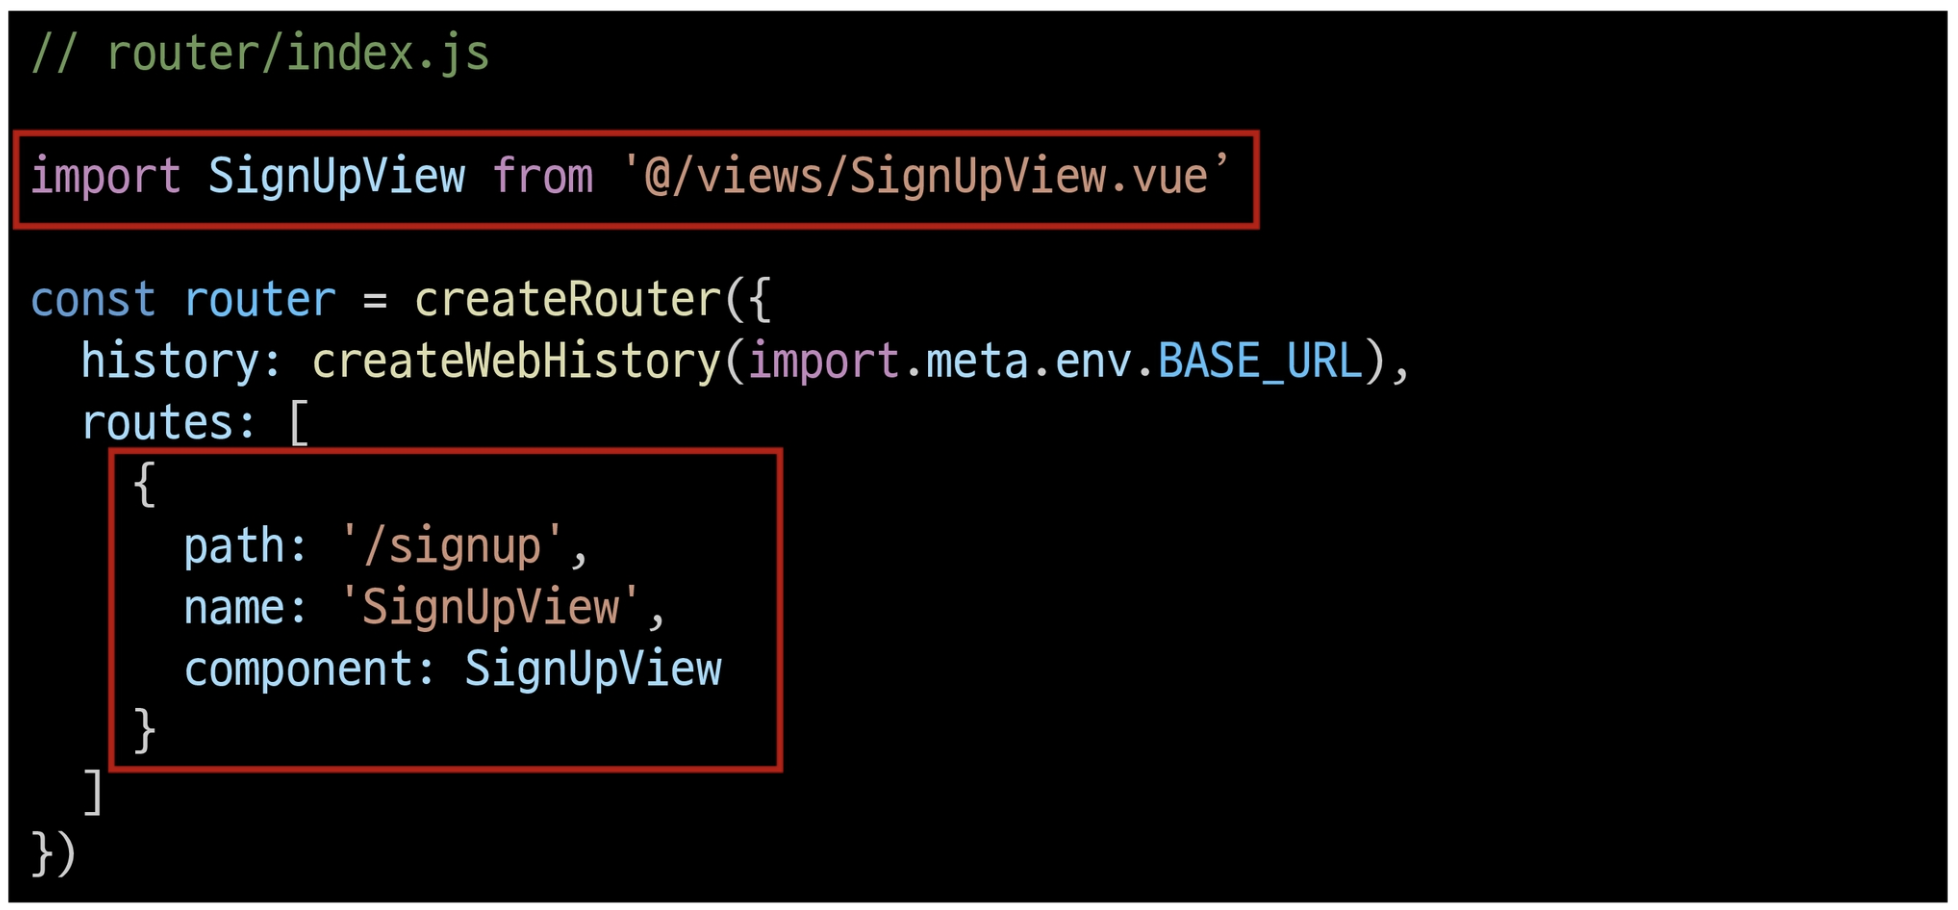 // router/index.js
import SignUpView from '@/views/SignUpView.vue’
const router = createRouter({
  history: createWebHistory(import.meta.env.BASE_URL),
  routes: [
    {
      path: '/signup',
      name: 'SignUpView',
      component: SignUpView
    }
  ]
})